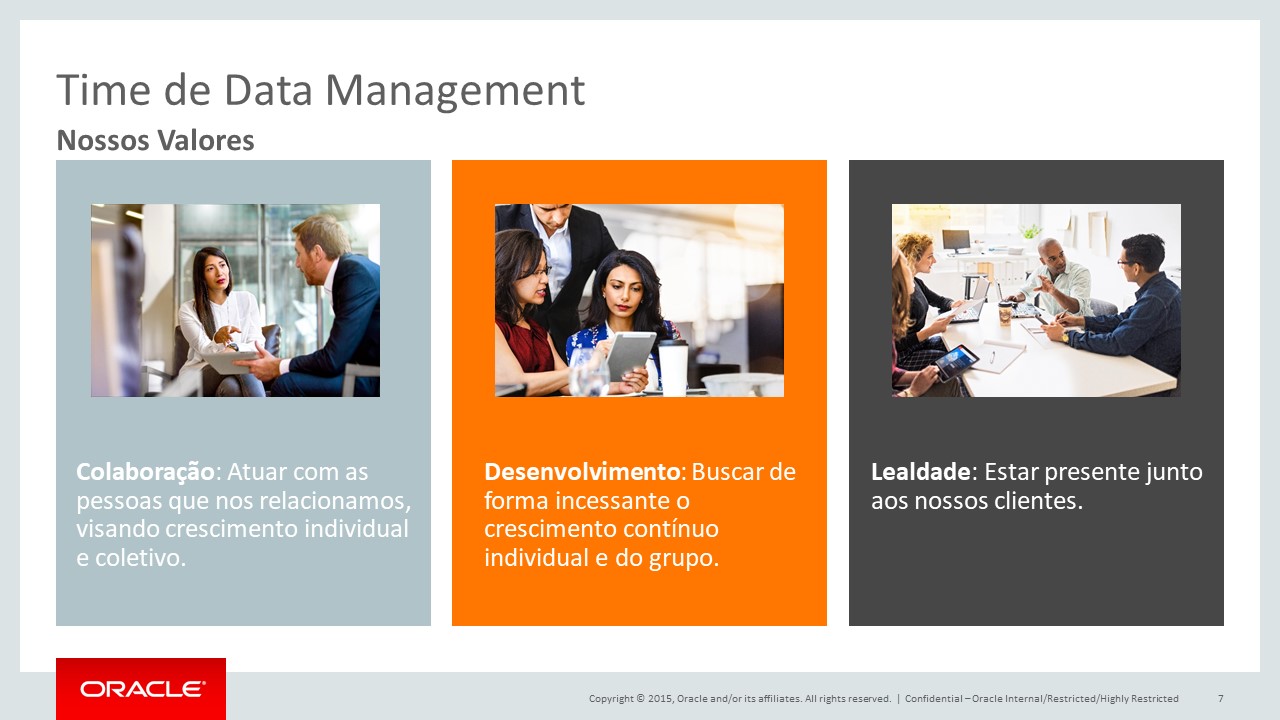 Time de Data Management
Nossos Valores
Colaboração: Atuar com as
pessoas que nos relacionamos,
visando crescimento individual
e coletivo.
Desenvolvimento: Buscar de
forma incessante o
crescimento contínuo
individual e do grupo.
Lealdade: Estar presente junto
aos nossos clientes.
ORACLE®
Copyright © 2015, Oracle and/or its affiliates. All rights reserved. | Confidential – Oracle Internal/Restricted/Highly Restricted
7